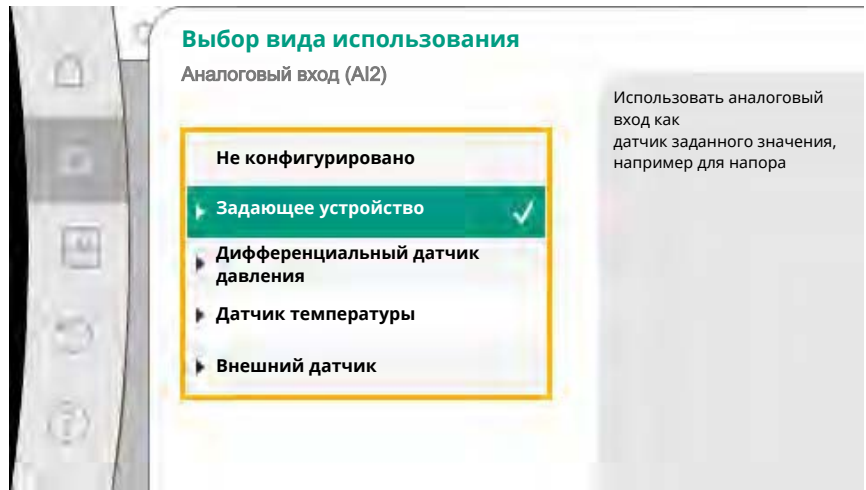 Выбор вида использования
Аналоговый вход (AI2)
Использовать аналоговый
вход как
датчик заданного значения,
например для напора
Не конфигурировано
Задающее устройство
Дифференциальный датчик
давления
Датчик температуры
Внешний датчик